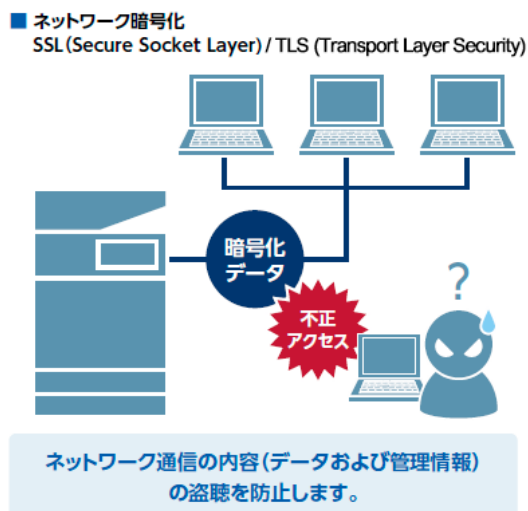 ■ ネットワーク暗号化
SSL(Secure Socket Layer)/ TLS (Transport Layer Security)
暗号化
データ
不正
アクセス
?
ネットワーク通信の内容(データおよび管理情報)
の盗聴を防止します。